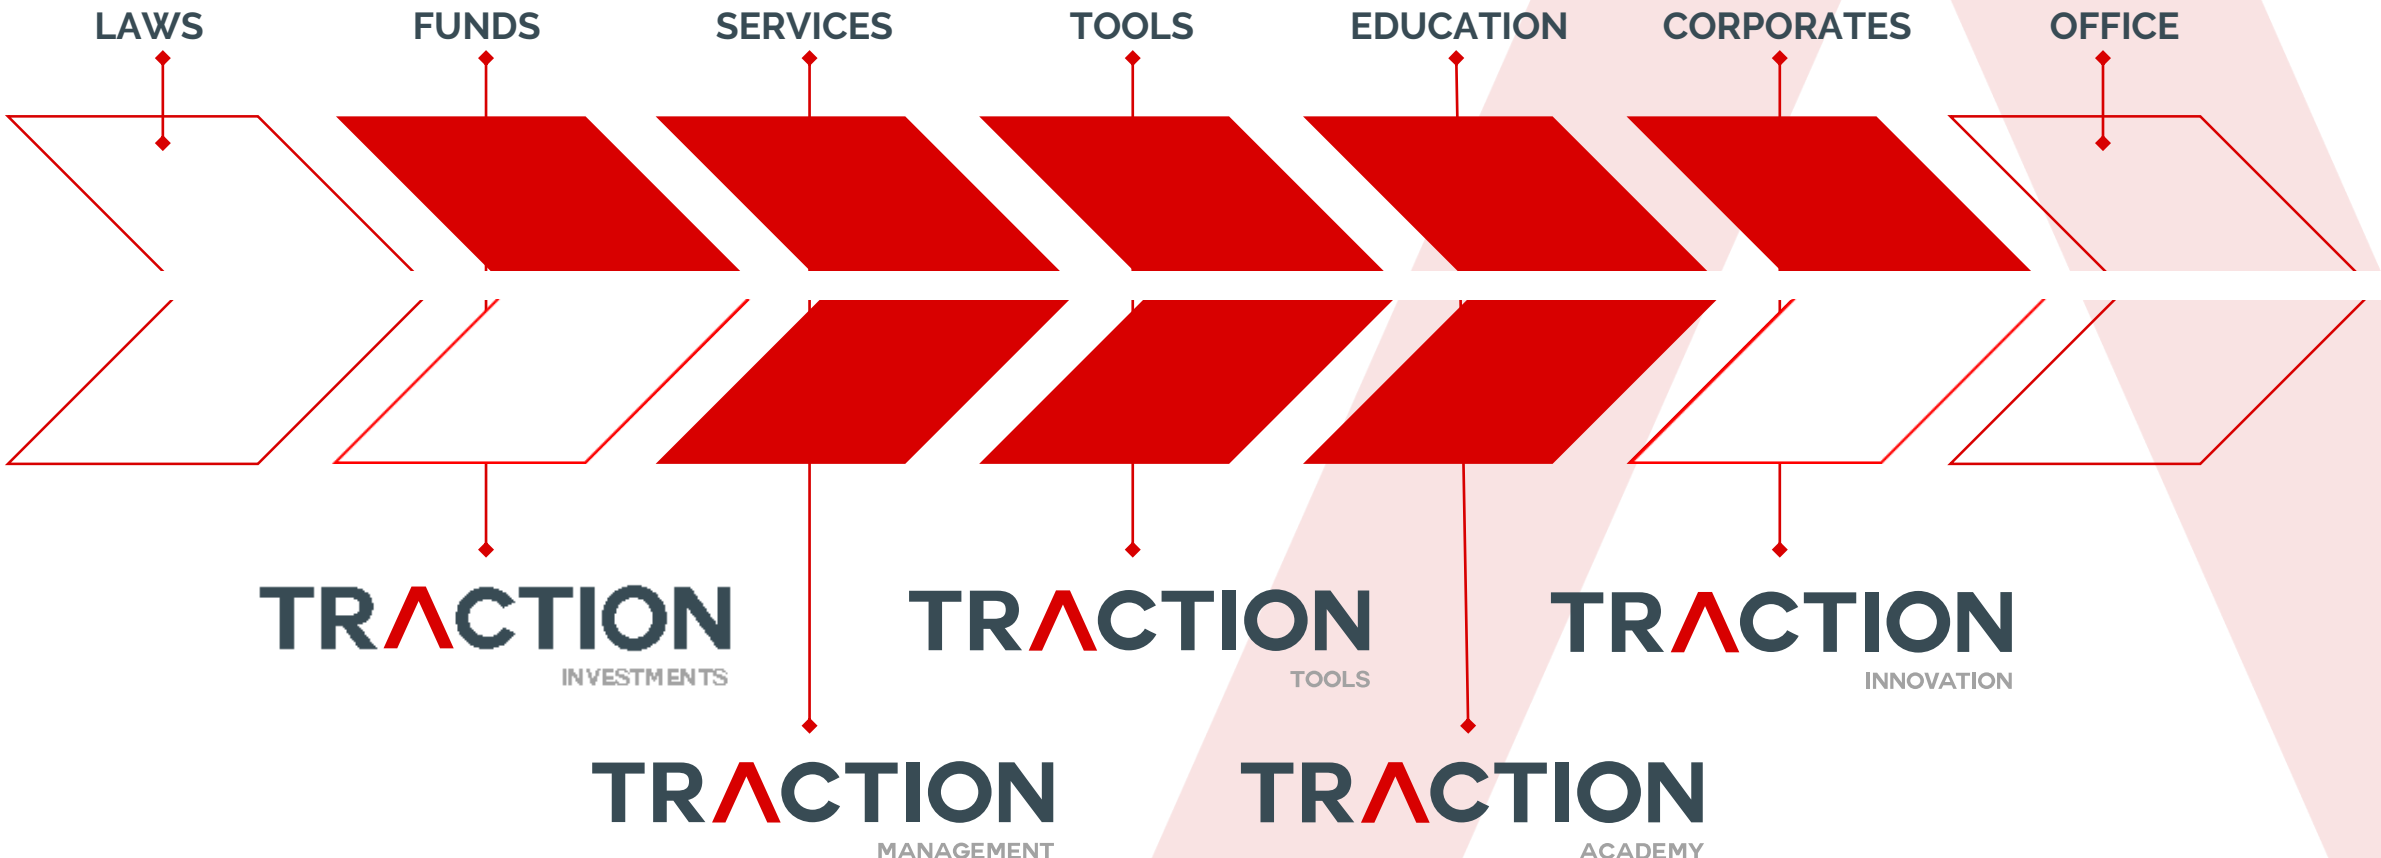 LAWS FUNDS SERVICES TOOLS EDUCATION CORPORATES OFFICE
TRACTION
INVESTMENTS
TRACTION
TOOLS
TRACTION
INNOVATION
TRACTION
MANAGEMENT
TRACTION
ACADEMY